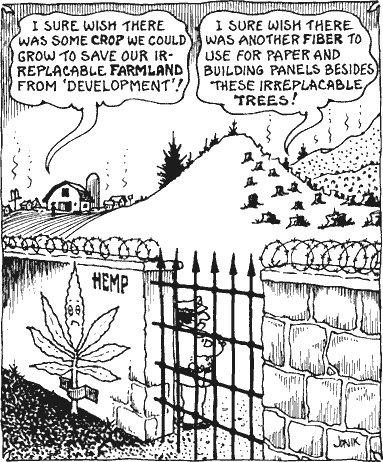 I SURE WISH THERE
WAS SOME CROP WE COULD
GROW TO SAVE OUR IR-
REPLACABLE FARMLAND
FROM 'DEVELOPMENT'!
I SURE WISH THERE
WAS ANOTHER FIBER TO
USE FOR PAPER AND
BUILDING PANELS BESIDES
THESE IRREPLACABLE
TREES!
HEMP
JONIK